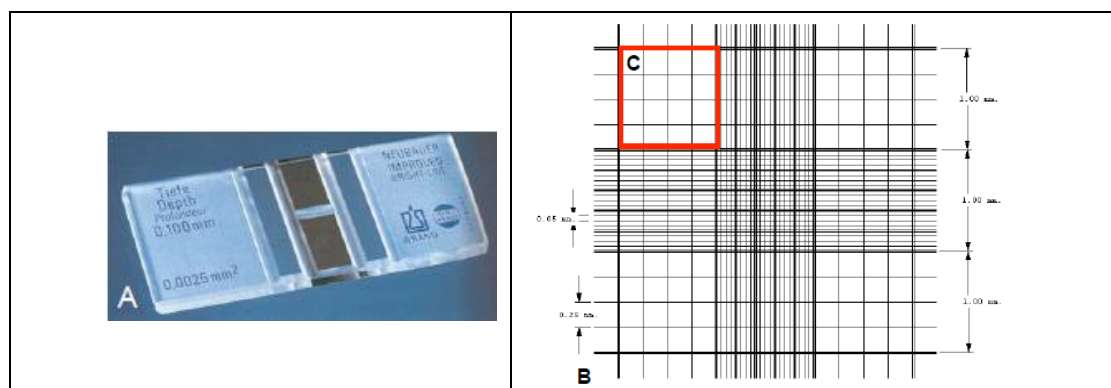 Tiefe
Depth
Profondeur
0.100 mm
0.0025 mm²
NEUBAUER
IMPROVED
BRIGHT-LINE
BRAND
A
C
1.00 mm.
1.00 mm.
0.05 mm.
1.00 mm.
0.25 mm.
B